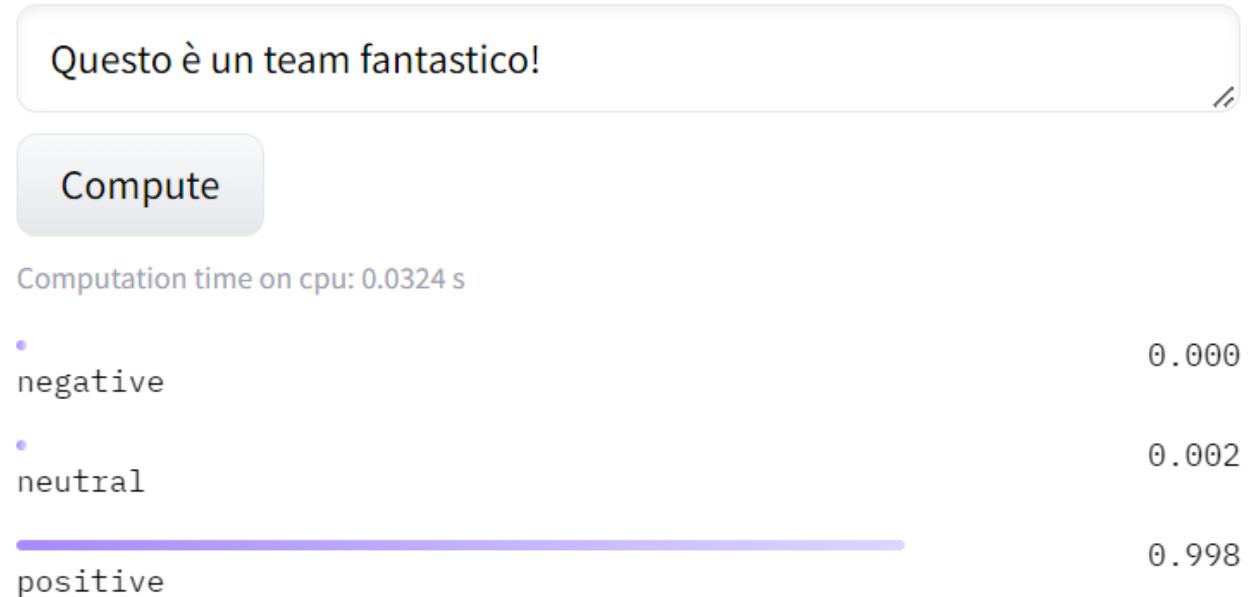 Questo è un team fantastico!
Compute
Computation time on cpu: 0.0324 s
0.000
negative
0.002
neutral
0.998
positive